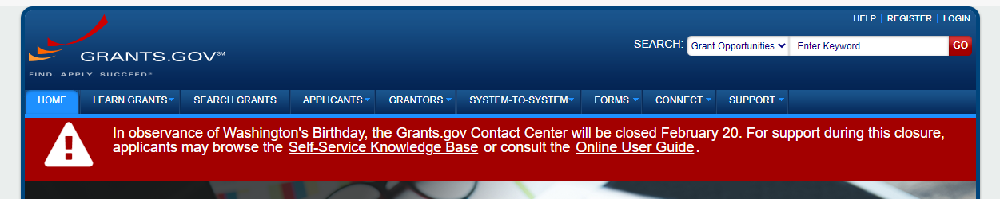 HELP | REGISTER | LOGIN
SEARCH: Grant Opportunities Enter Keyword... GO
GRANTS.GOV℠
FIND. APPLY. SUCCEED.℠
HOME LEARN GRANTS SEARCH GRANTS APPLICANTS GRANTORS SYSTEM-TO-SYSTEM FORMS CONNECT SUPPORT
In observance of Washington's Birthday, the Grants.gov Contact Center will be closed February 20. For support during this closure,
applicants may browse the Self-Service Knowledge Base or consult the Online User Guide.